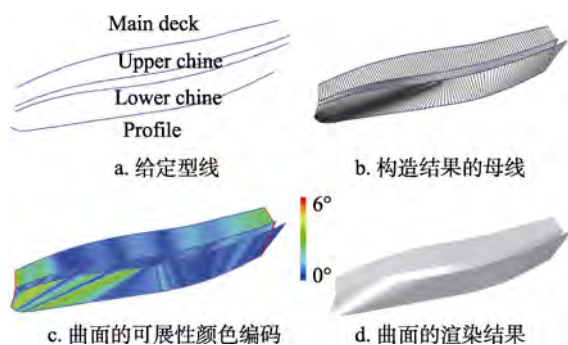 Main deck
Upper chine
Lower chine
Profile
a. 给定型线
b. 构造结果的母线
6°
0°
c. 曲面的可展性颜色编码
d. 曲面的渲染结果